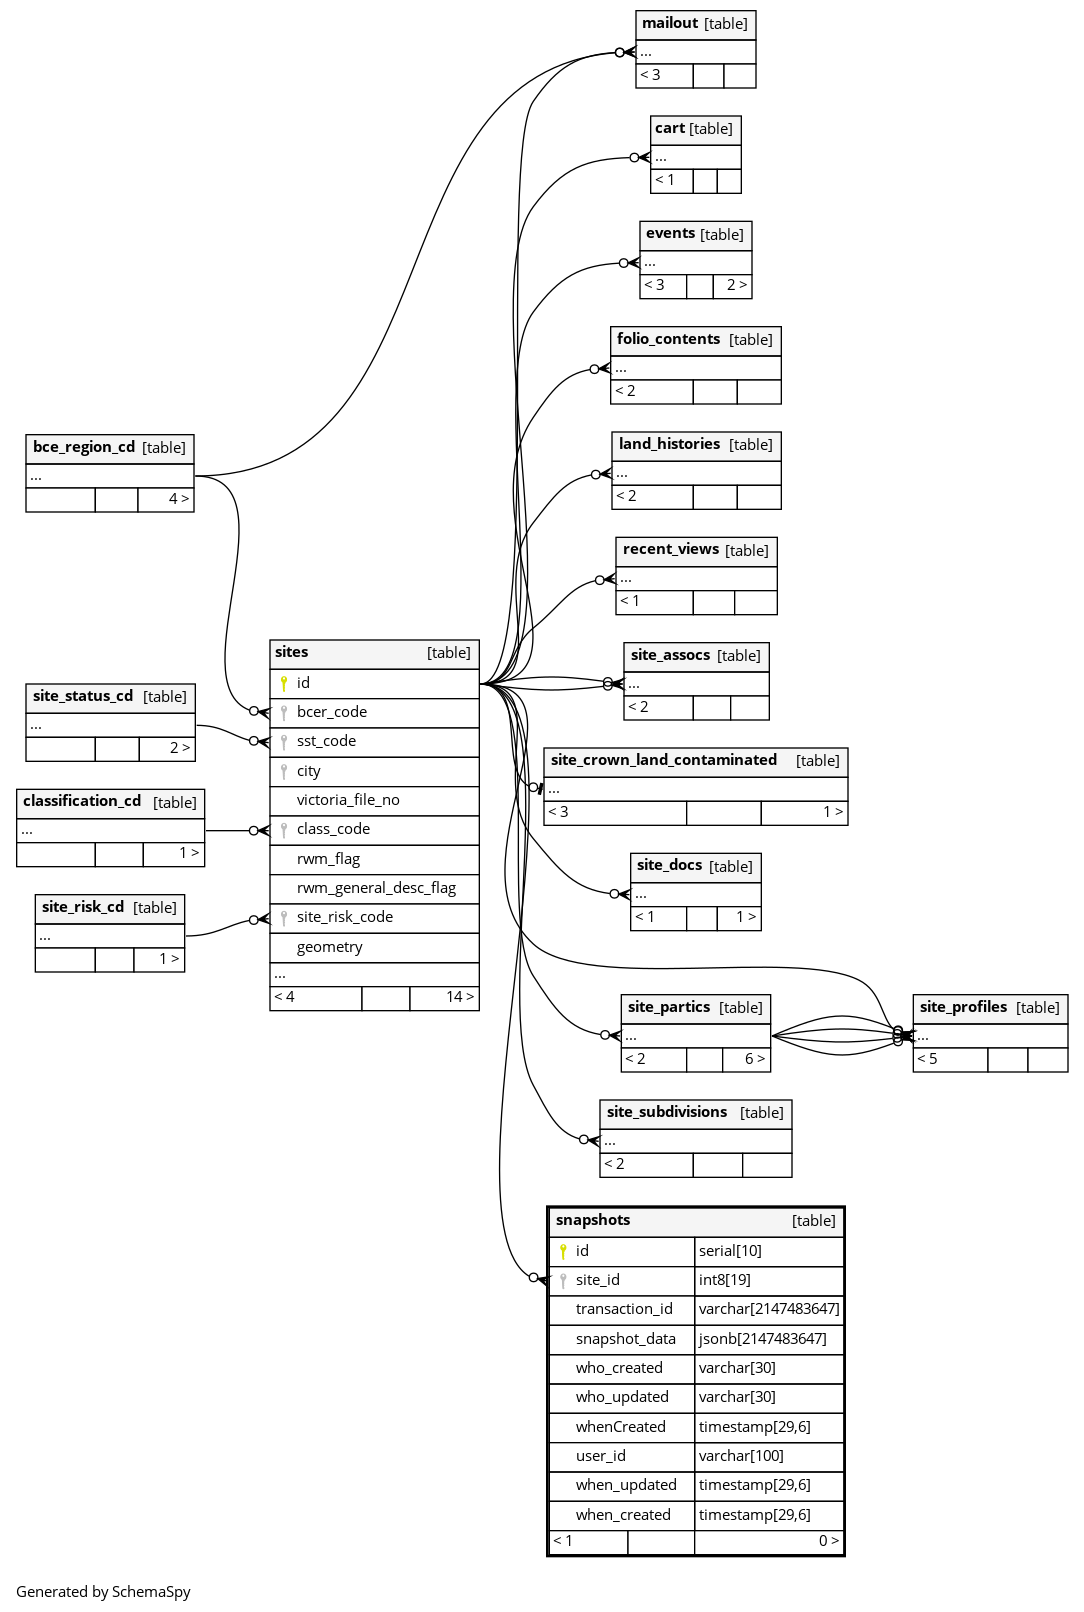 mailout [table]
...
< 3
cart [table]
...
< 1
events [table]
...
< 3 2 >
folio_contents [table]
...
< 2
land_histories [table]
...
< 2
bce_region_cd [table]
...
4 >
recent_views [table]
...
< 1
sites [table]
id
bcer_code
sst_code
city
victoria_file_no
class_code
rwm_flag
rwm_general_desc_flag
site_risk_code
geometry
...
< 4 14 >
site_assocs [table]
...
< 2
site_status_cd [table]
...
2 >
site_crown_land_contaminated [table]
...
< 3 1 >
classification_cd [table]
...
1 >
site_docs [table]
...
< 1 1 >
site_risk_cd [table]
...
1 >
site_partics [table]
...
< 2 6 >
site_profiles [table]
...
< 5
site_subdivisions [table]
...
< 2
snapshots [table]
id serial[10]
site_id int8[19]
transaction_id varchar[2147483647]
snapshot_data jsonb[2147483647]
who_created varchar[30]
who_updated varchar[30]
whenCreated timestamp[29,6]
user_id varchar[100]
when_updated timestamp[29,6]
when_created timestamp[29,6]
< 1 0 >
Generated by SchemaSpy